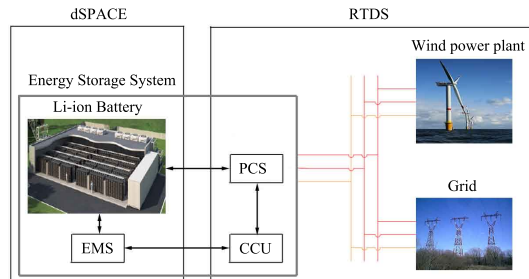 dSPACE
RTDS
Wind power plant
Energy Storage System
Li-ion Battery
PCS
Grid
EMS
CCU